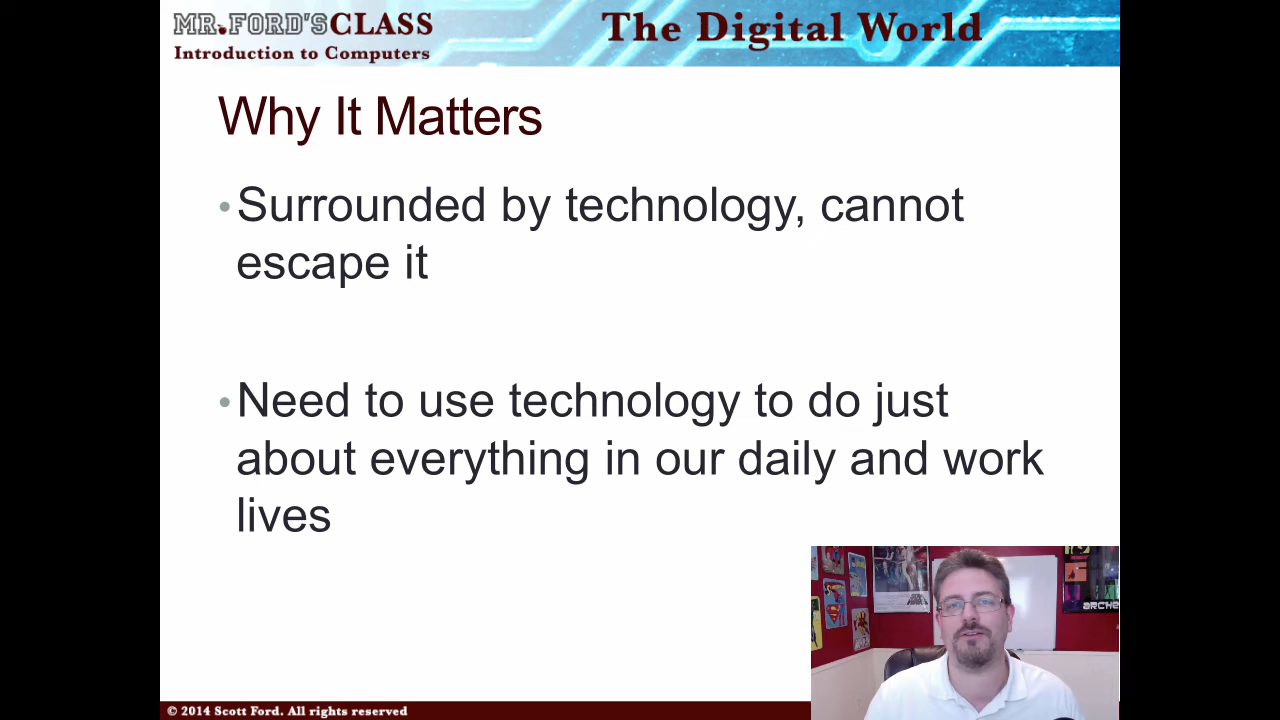 MR.FORD'S CLASS
The Digital World
Introduction to Computers
Why It Matters
• Surrounded by technology, cannot
escape it
• Need to use technology to do just
about everything in our daily and work
lives
© 2014 Scott Ford. All rights reserved